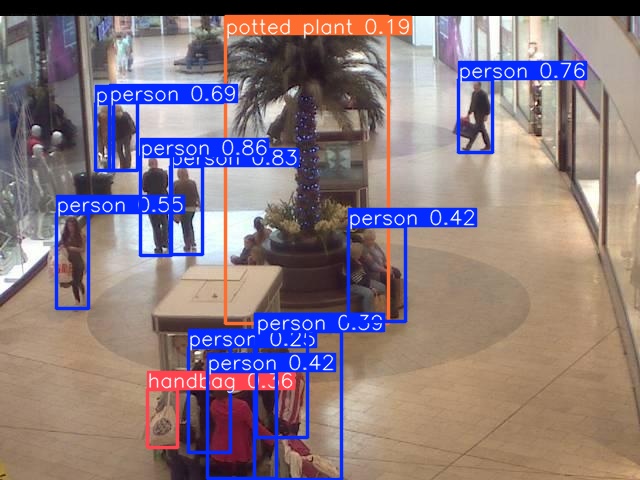 potted plant 0.19
person 0.76
person 0.69
person 0.86
person 0.83
person 0.55
person 0.42
person 0.39
person 0.25
person 0.42
handbag 0.36